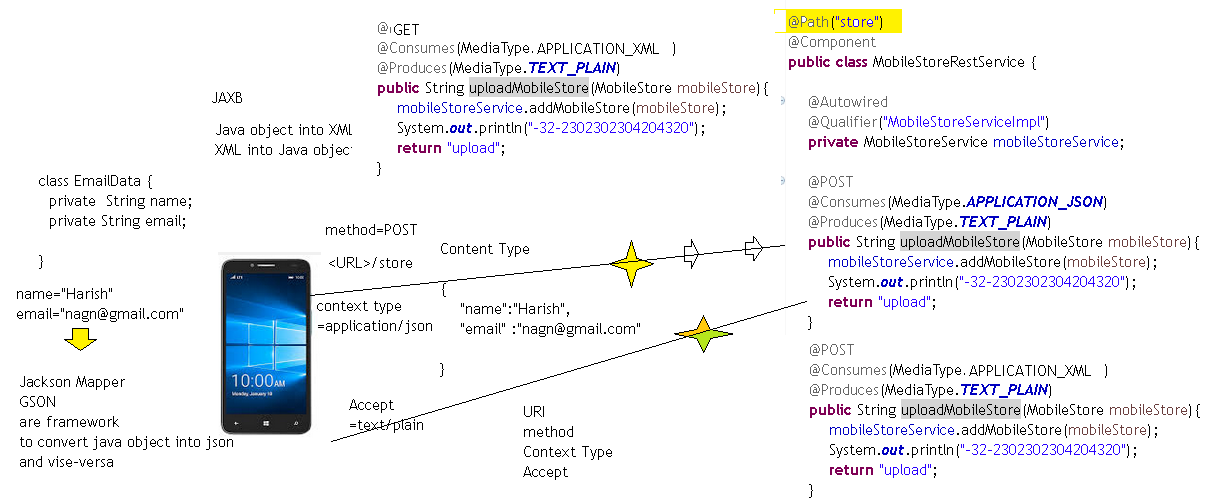 @GET
@Consumes(MediaType.APPLICATION_XML )
@Produces(MediaType.TEXT_PLAIN)
public String uploadMobileStore(MobileStore mobileStore){
mobileStoreService.addMobileStore(mobileStore);
System.out.println("-32-2302302304204320");
return "upload";
}
@Path("store")
@Component
public class MobileStoreRestService {
@Autowired
@Qualifier("MobileStoreServiceImpl")
private MobileStoreService mobileStoreService;
@POST
@Consumes(MediaType.APPLICATION_JSON)
@Produces(MediaType.TEXT_PLAIN)
public String uploadMobileStore(MobileStore mobileStore){
mobileStoreService.addMobileStore(mobileStore);
System.out.println("-32-2302302304204320");
return "upload";
}
@POST
@Consumes(MediaType.APPLICATION_XML )
@Produces(MediaType.TEXT_PLAIN)
public String uploadMobileStore(MobileStore mobileStore){
mobileStoreService.addMobileStore(mobileStore);
System.out.println("-32-2302302304204320");
return "upload";
}
JAXB
Java object into XML
XML into Java object
class EmailData {
private String name;
private String email;
}
name="Harish"
email="nagn@gmail.com"
Jackson Mapper
GSON
are framework
to convert java object into json
and vise-versa
method=POST
<URL>/store
context type
=application/json
Content Type
{
"name":"Harish",
"email" :"nagn@gmail.com"
}
10:00AM
Monday, January 18
Accept
=text/plain
URI
method
Context Type
Accept